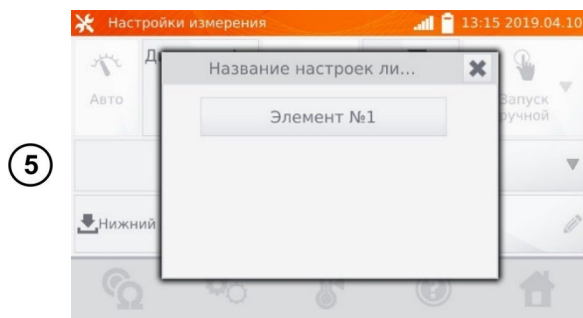 Настройки измерения 13:15 2019.04.10
Название настроек ли...
Авто
Запуск
ручной
Элемент №1
5
Нижний